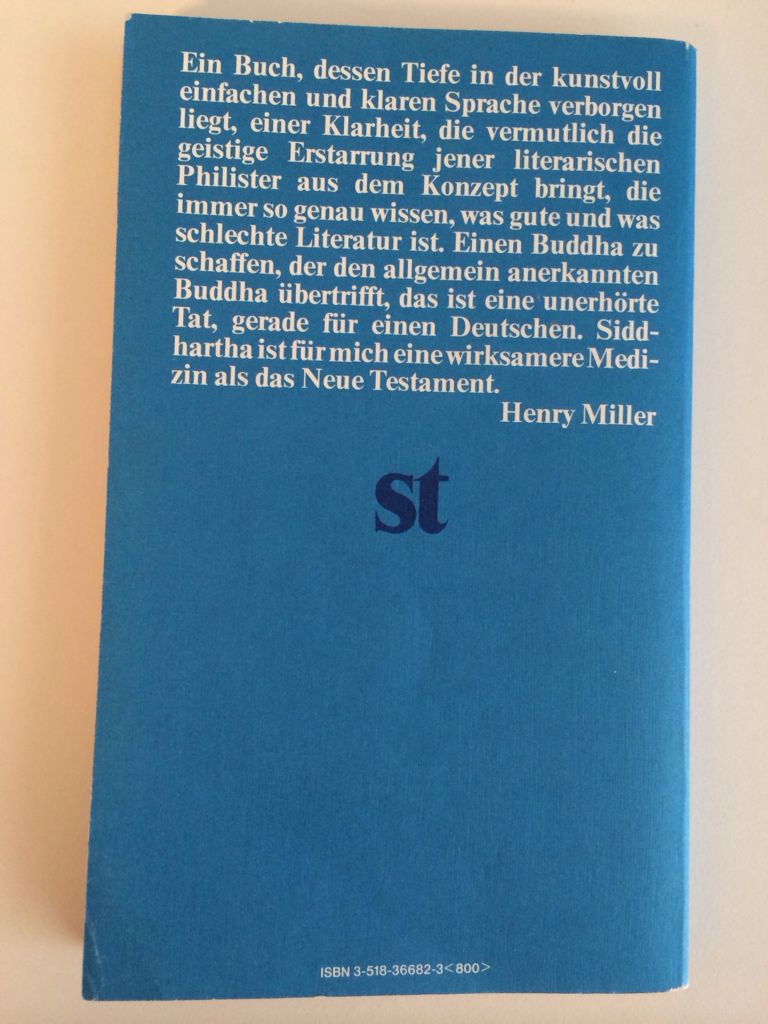 Ein Buch, dessen Tiefe in der kunstvoll
einfachen und klaren Sprache verborgen
liegt, einer Klarheit, die vermutlich die
geistige Erstarrung jener literarischen
Philister aus dem Konzept bringt, die
immer so genau wissen, was gute und was
schlechte Literatur ist. Einen Buddha zu
schaffen, der den allgemein anerkannten
Buddha übertrifft, das ist eine unerhörte
Tat, gerade für einen Deutschen. Sidd-
hartha ist für mich eine wirksamere Medi-
zin als das Neue Testament.
Henry Miller
st
ISBN 3-518-36682-3<800>